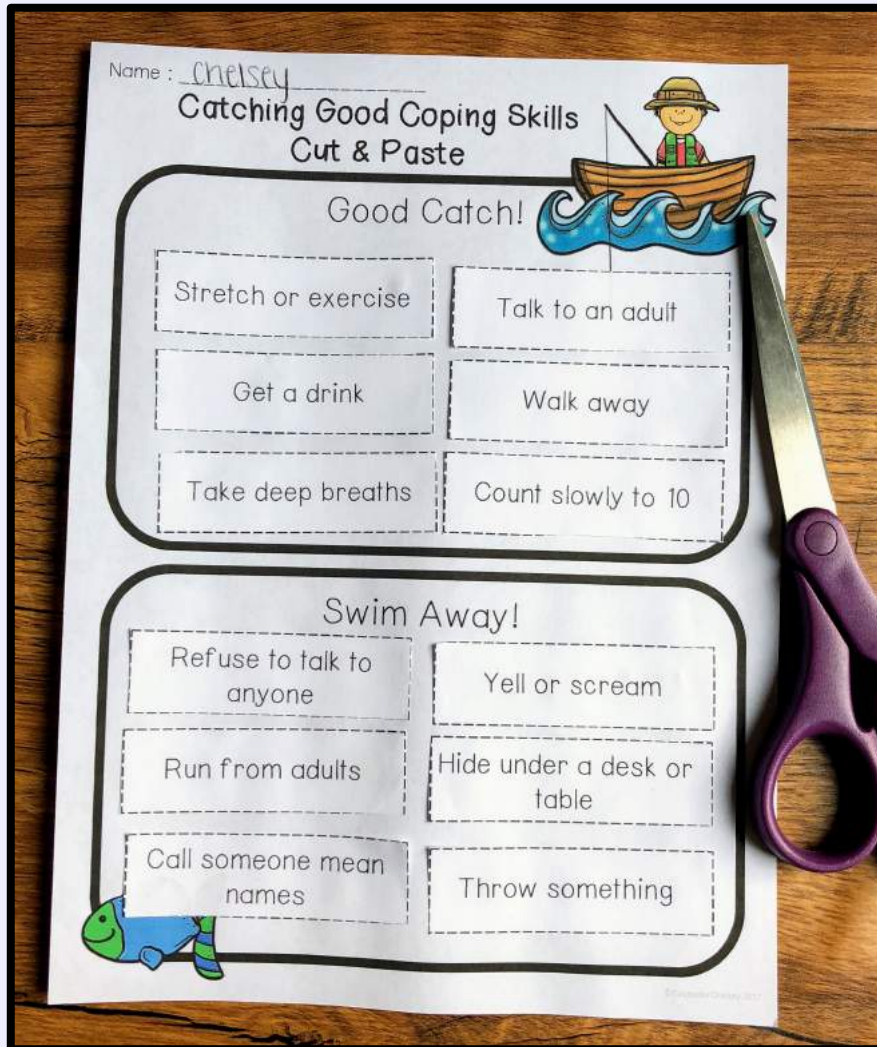 Name : Chelsey
Catching Good Coping Skills
Cut & Paste
Good Catch!
Stretch or exercise
Talk to an adult
Get a drink
Walk away
Take deep breaths
Count slowly to 10
Swim Away!
Refuse to talk to
anyone
Yell or scream
Run from adults
Hide under a desk or
table
Call someone mean
names
Throw something